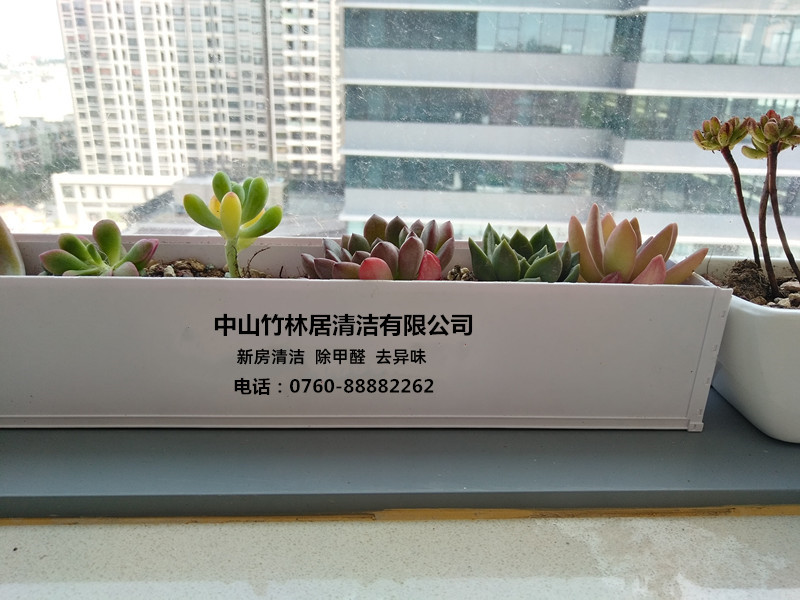 中山竹林居清洁有限公司
新房清洁 除甲醛 去异味
电话：0760-88882262